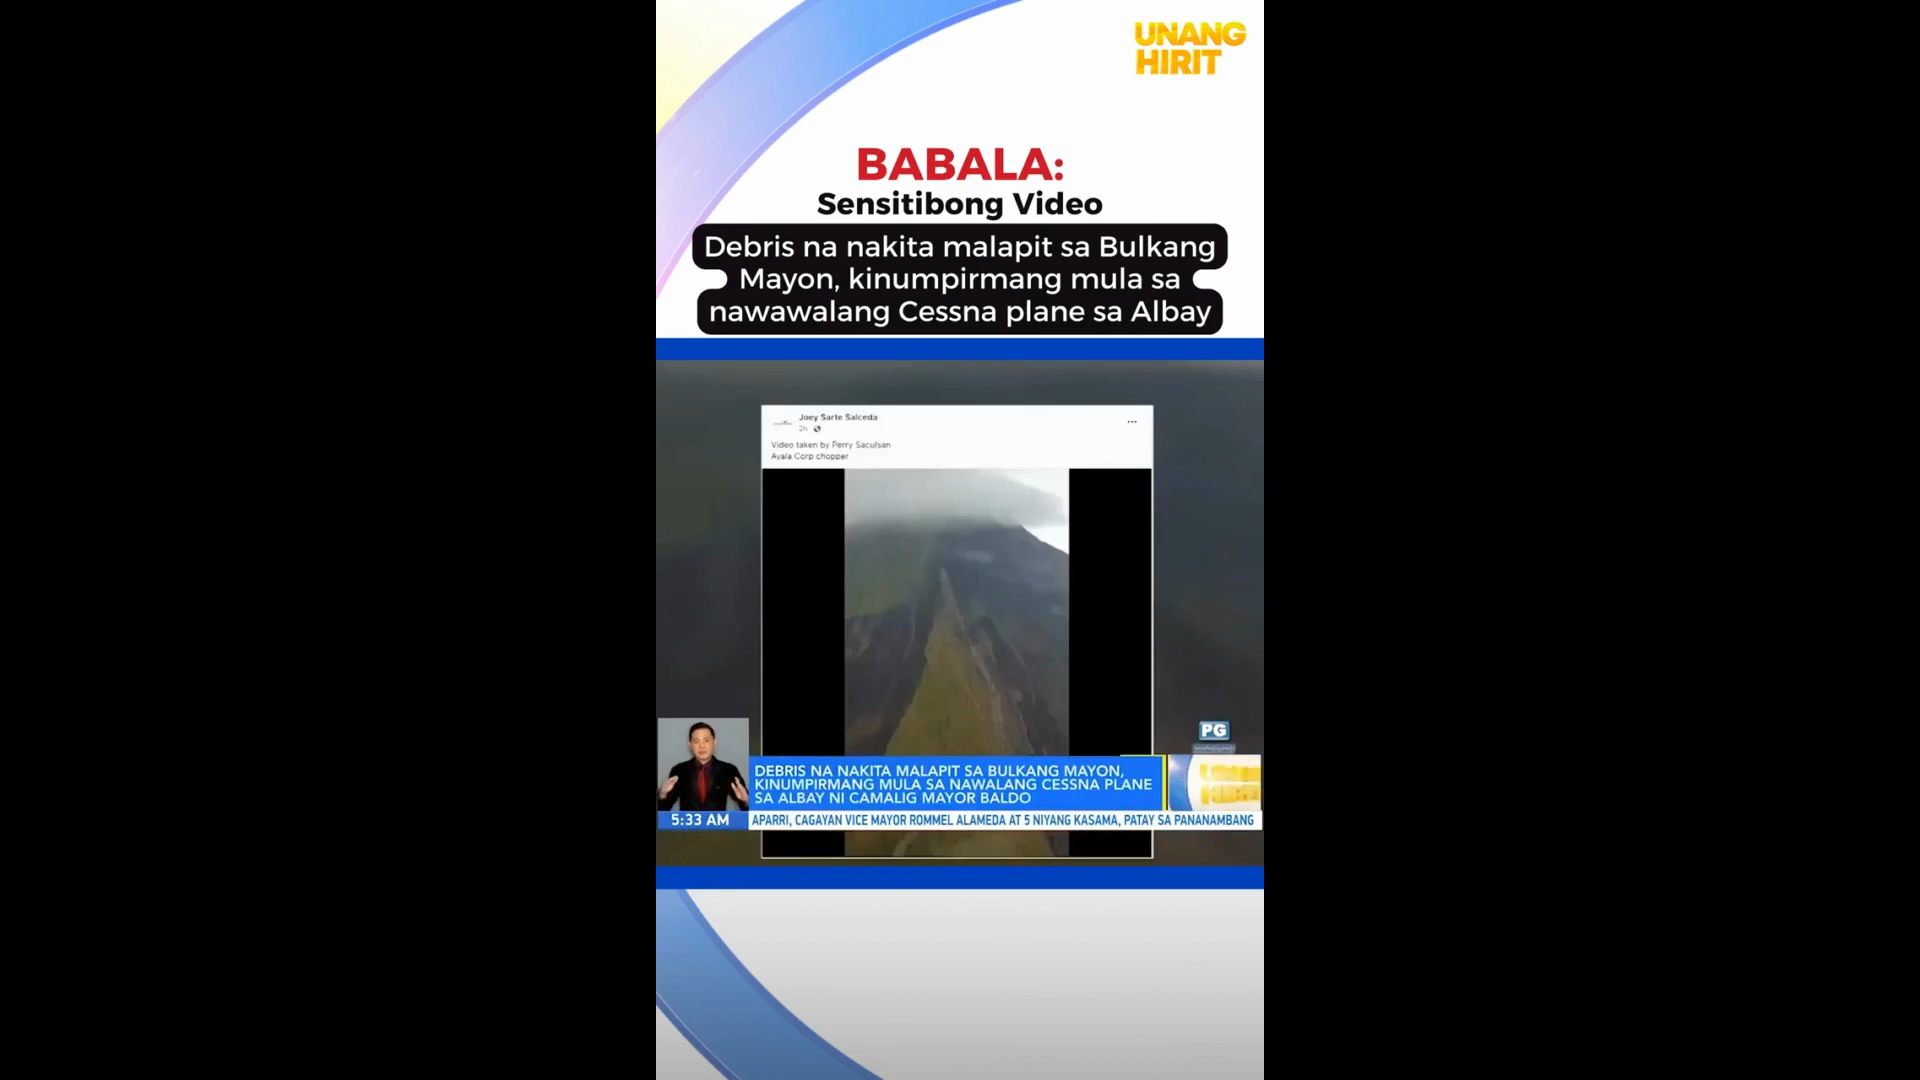 UNANG
HIRIT
BABALA:
Sensitibong Video
Debris na nakita malapit sa Bulkang
Mayon, kinumpirmang mula sa
nawawalang Cessna plane sa Albay
Joey Sarte Salceda
2h
Video taken by Perry Saculsan
Ayala Corp chopper
PG
DEBRIS NA NAKITA MALAPIT SA BULKANG MAYON,
KINUMPIRMANG MULA SA NAWALANG CESSNA PLANE
SA ALBAY NI CAMALIG MAYOR BALDO
5:33 AM
APARRI, CAGAYAN VICE MAYOR ROMMEL ALAMEDA AT 5 NIYANG KASAMA, PATAY SA PANANAMBANG